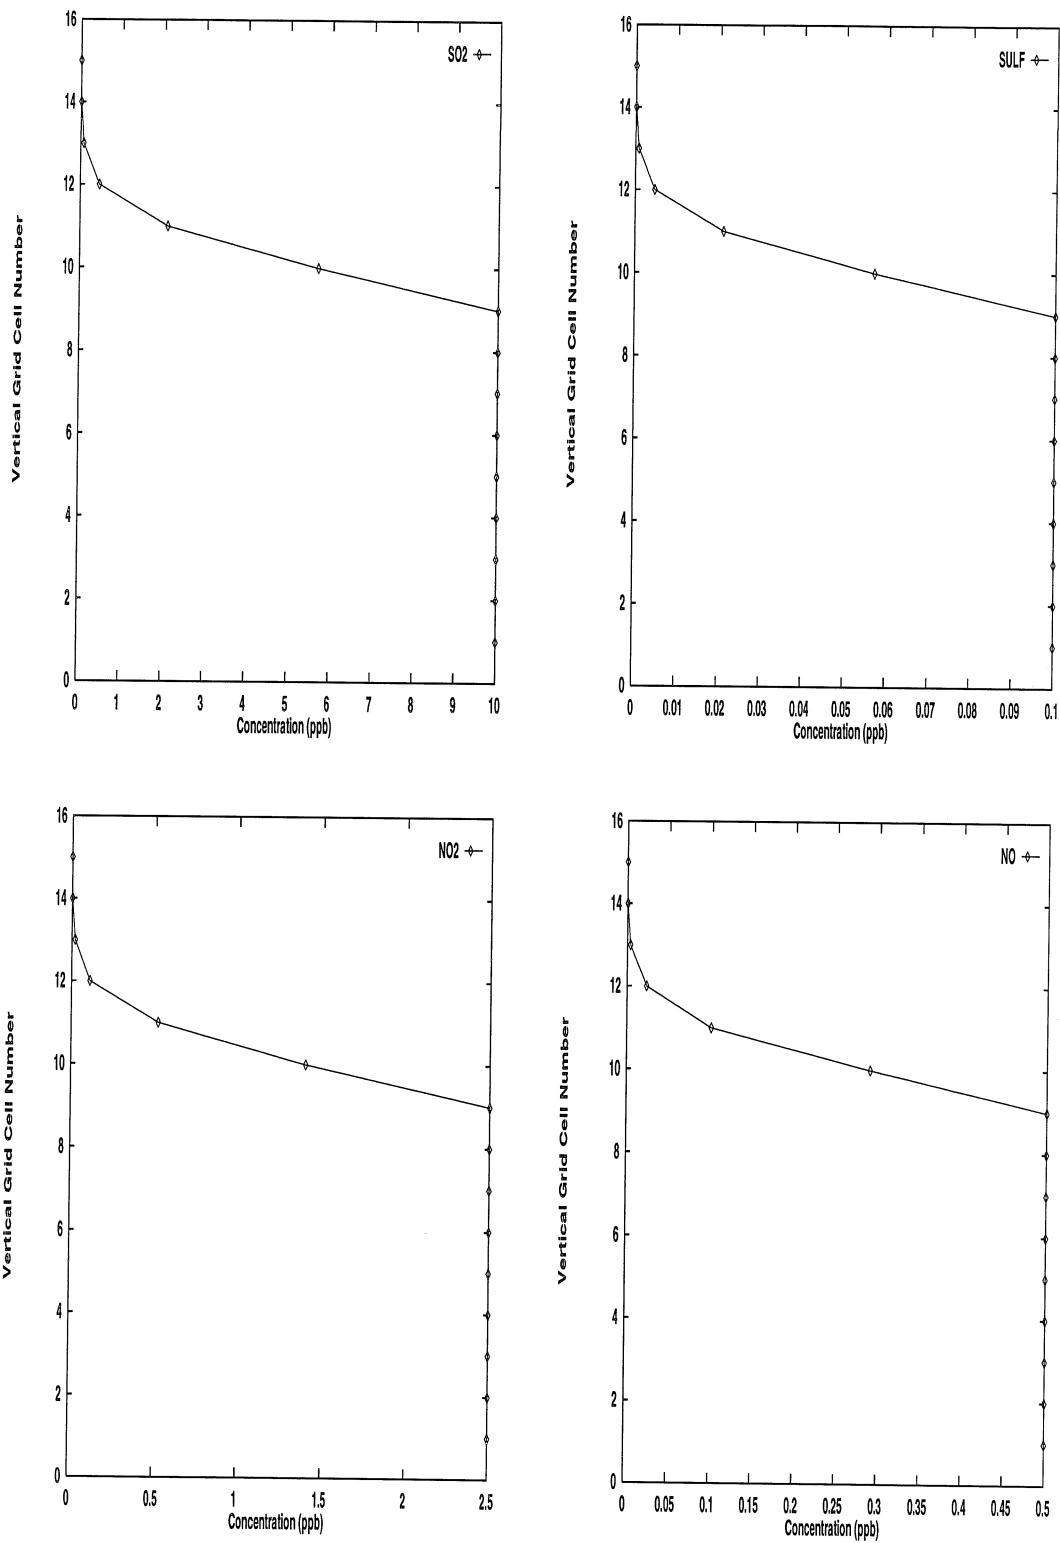 16
SO2
14
12
10
8
6
4
2
0
Vertical Grid Cell Number
0 1 2 3 4 5 6 7 8 9 10
Concentration (ppb)
16
SULF
14
12
10
8
6
4
2
0
Vertical Grid Cell Number
0 0.01 0.02 0.03 0.04 0.05 0.06 0.07 0.08 0.09 0.1
Concentration (ppb)
16
NO2
14
12
10
8
6
4
2
0
Vertical Grid Cell Number
0 0.5 1 1.5 2 2.5
Concentration (ppb)
16
NO
14
12
10
8
6
4
2
0
Vertical Grid Cell Number
0 0.05 0.1 0.15 0.2 0.25 0.3 0.35 0.4 0.45 0.5
Concentration (ppb)